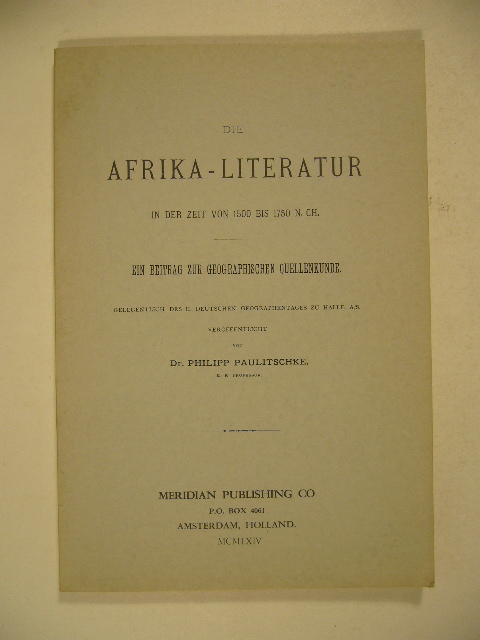 DIE
AFRIKA-LITERATUR
IN DER ZEIT VON 1500 BIS 1750 N. CH.
EIN BEITRAG ZUR GEOGRAPHISCHEN QUELLENKUNDE.
GELEGENTLICH DES II. DEUTSCHEN GEOGRAPHENTAGES ZU HALLE A/S.
VERÖFFENTLICHT
VON
Dr. PHILIPP PAULITSCHKE,
K. K. PROFESSOR.
MERIDIAN PUBLISHING CO
P.O. BOX 4061
AMSTERDAM, HOLLAND.
MCMLXIV